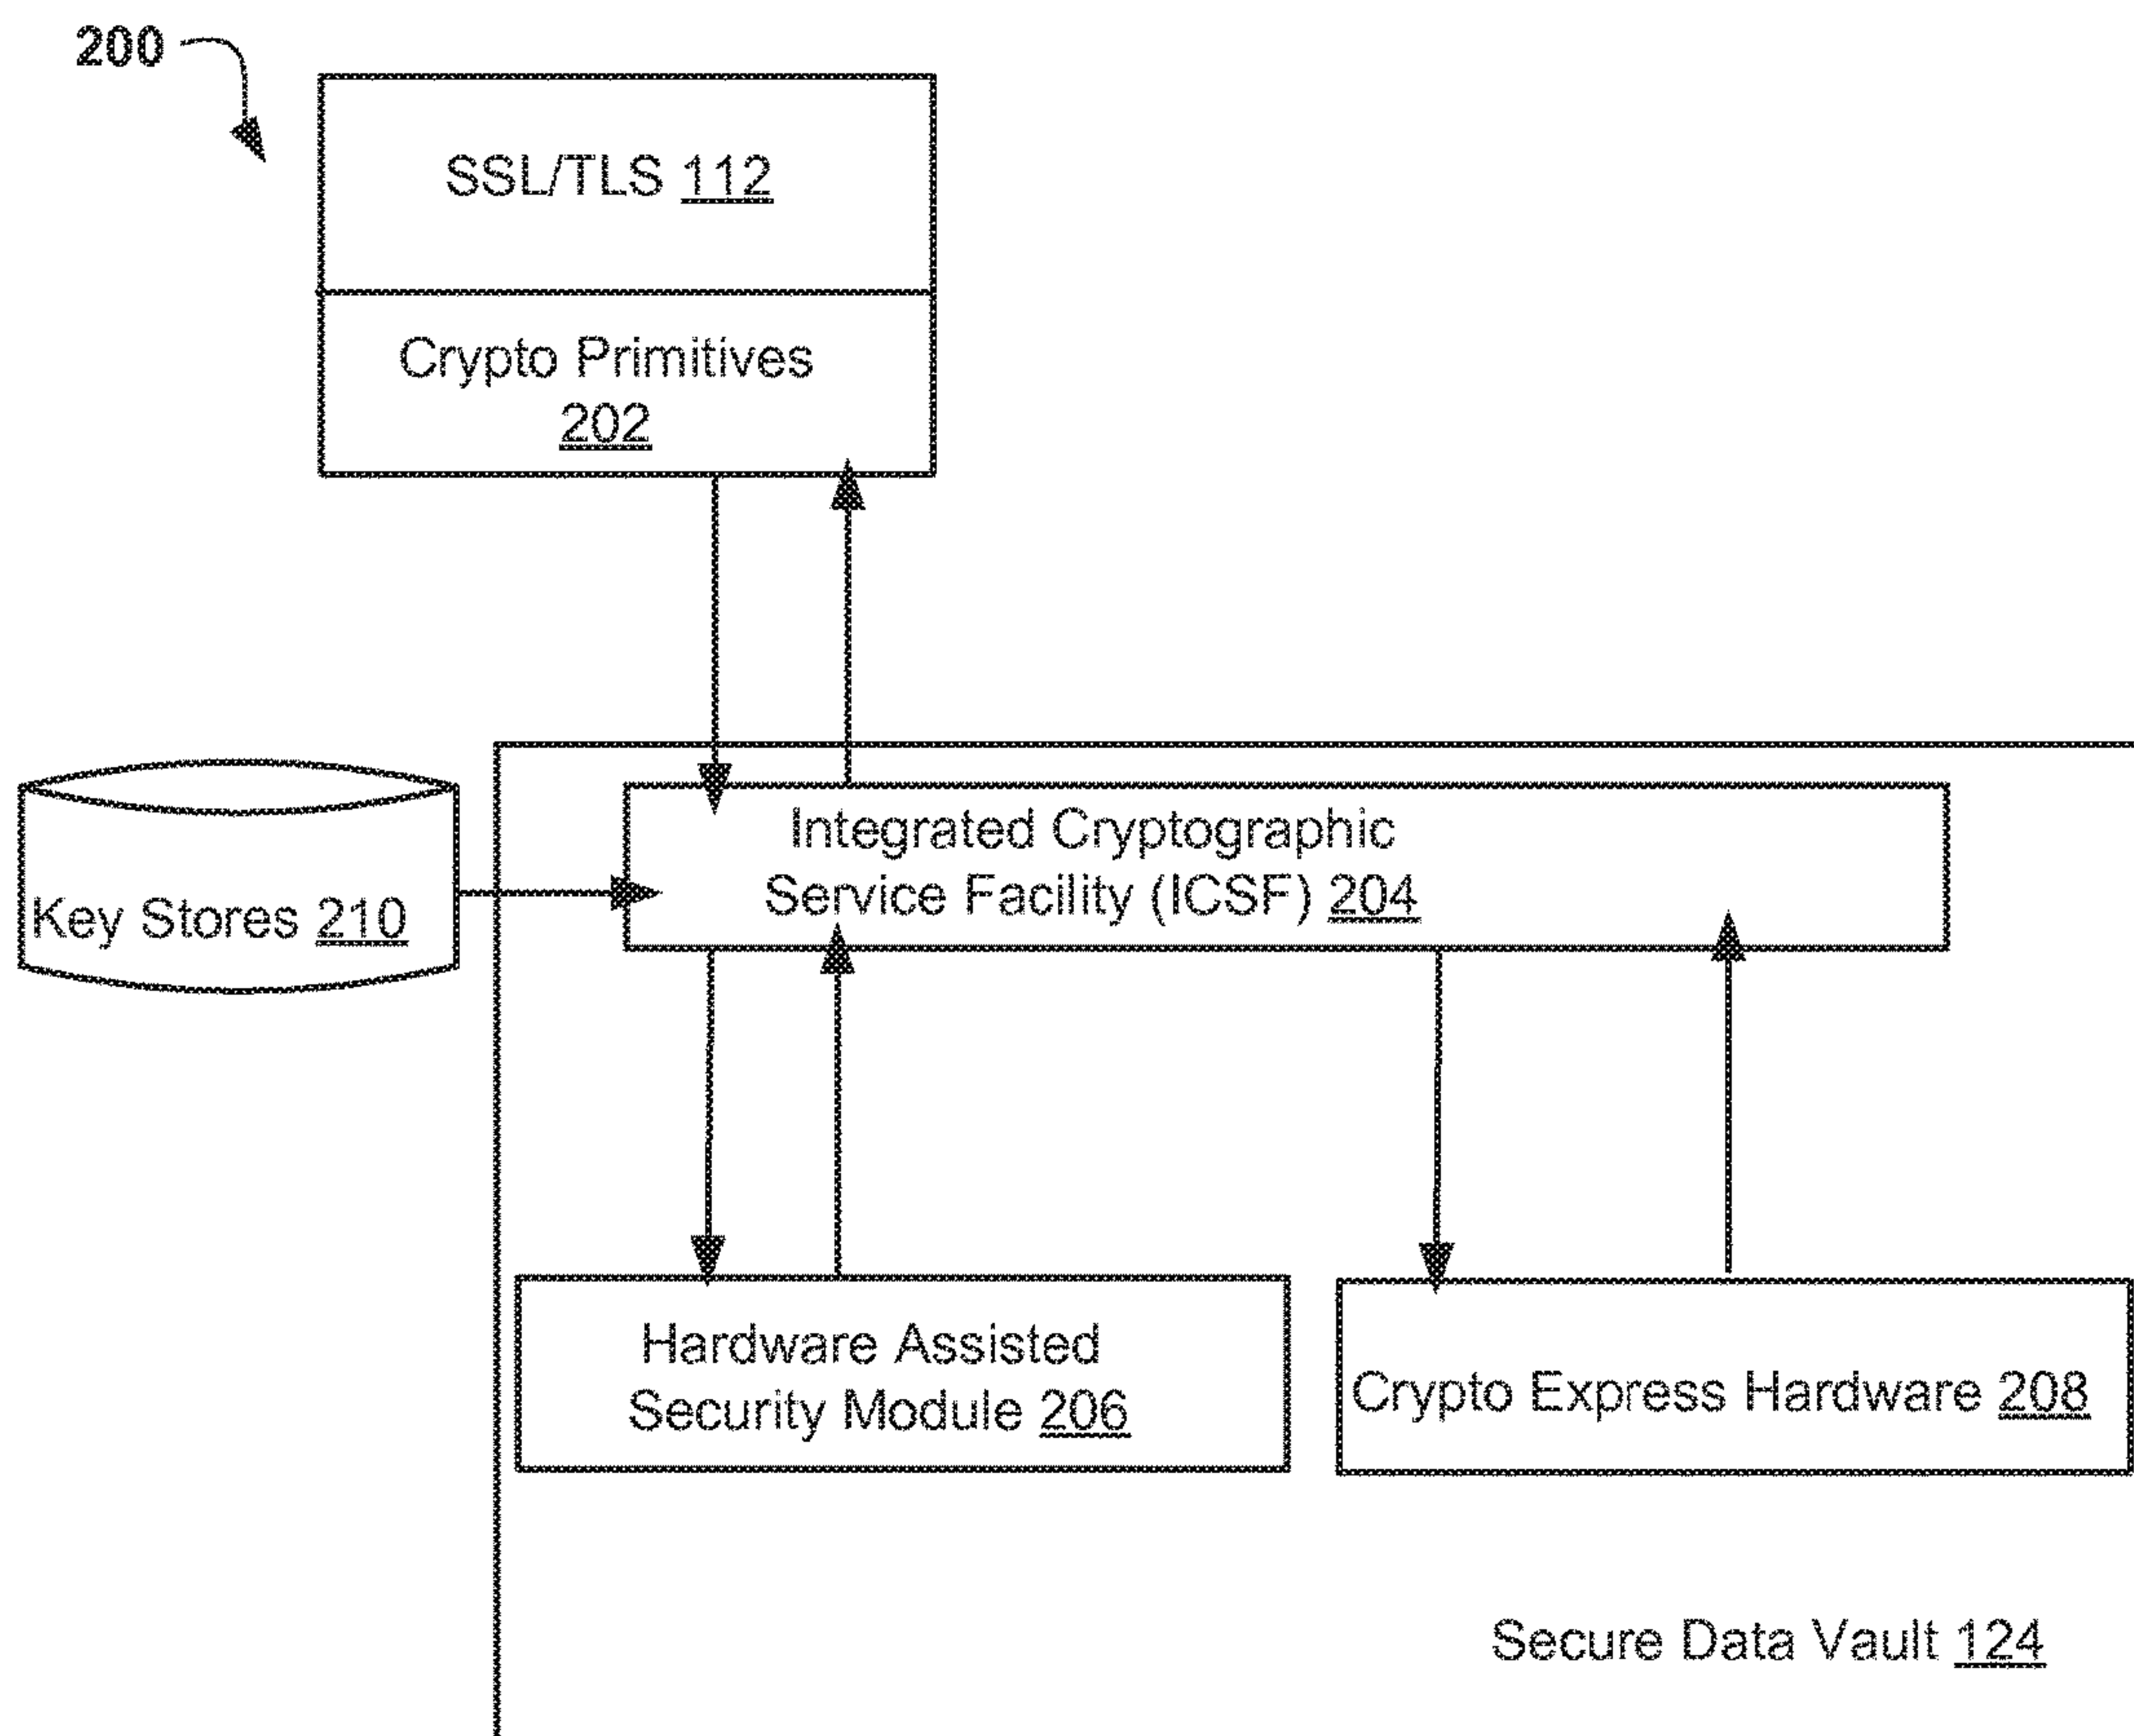 200
SSL/TLS 112
Crypto Primitives
202
Integrated Cryptographic
Service Facility (ICSF) 204
Key Stores 210
Hardware Assisted
Security Module 206
Crypto Express Hardware 208
Secure Data Vault 124